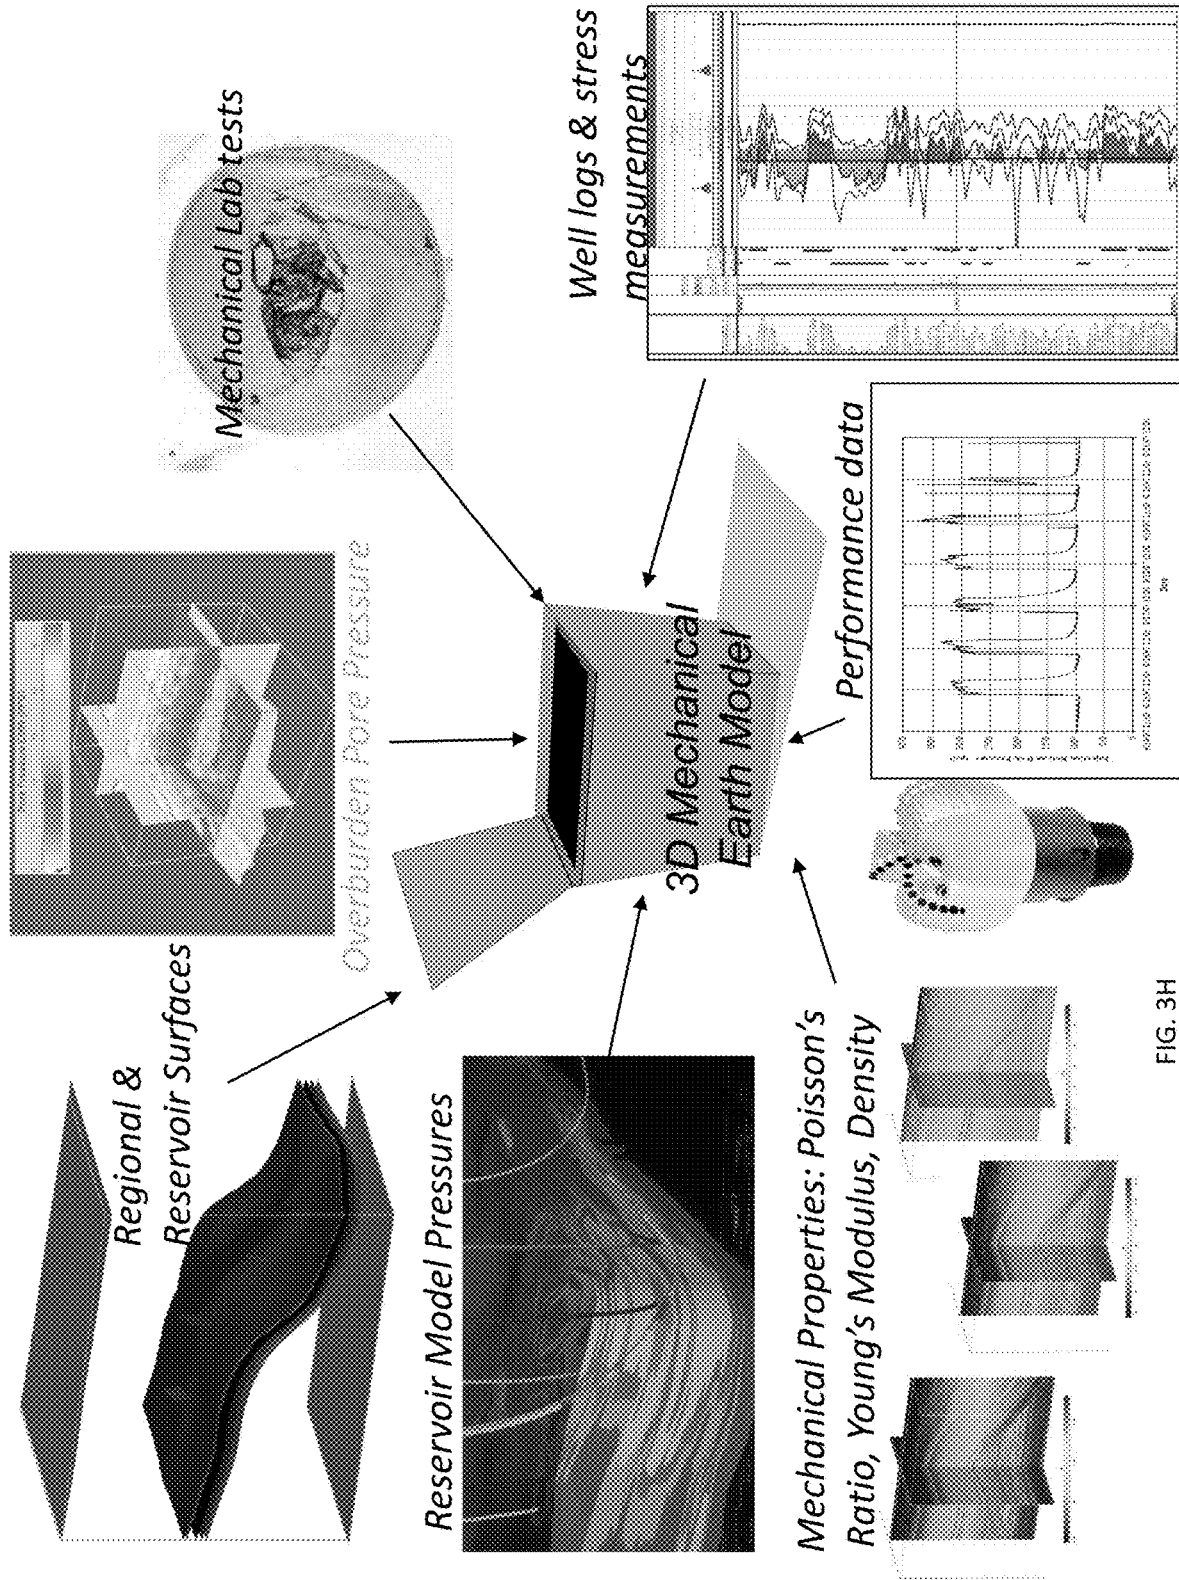 Regional &
Reservoir Surfaces
Overburden Pore Pressure
Mechanical Lab tests
Reservoir Model Pressures
3D Mechanical
Earth Model
Well logs & stress
measurements
Mechanical Properties: Poisson's
Ratio, Young's Modulus, Density
Performance data
FIG. 3H